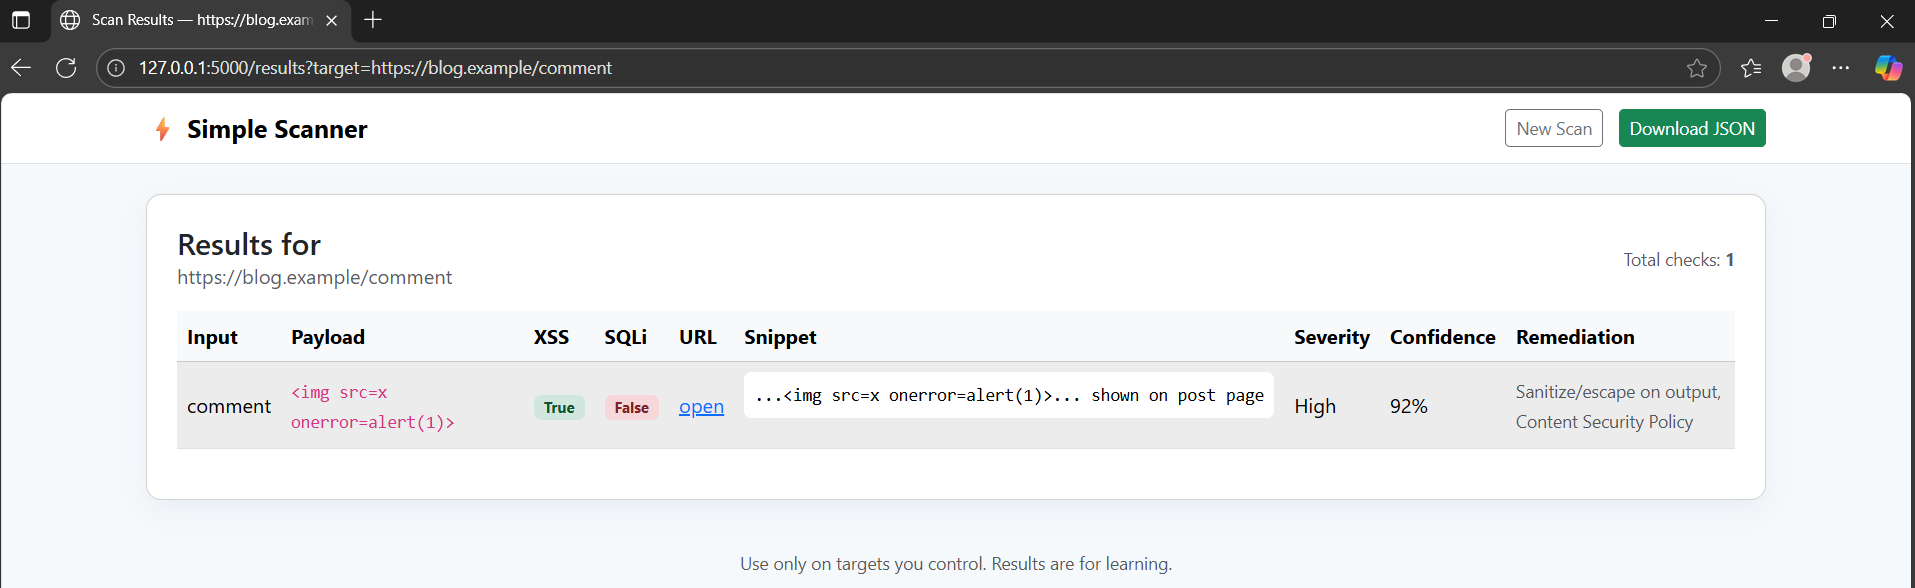 Scan Results — https://blog.exam
127.0.0.1:5000/results?target=https://blog.example/comment
Simple Scanner
New Scan
Download JSON
Results for
https://blog.example/comment
Total checks: 1
Input Payload XSS SQLi URL Snippet Severity Confidence Remediation
comment <img src=x onerror=alert(1)> True False open ...<img src=x onerror=alert(1)>... shown on post page High 92% Sanitize/escape on output, Content Security Policy
Use only on targets you control. Results are for learning.